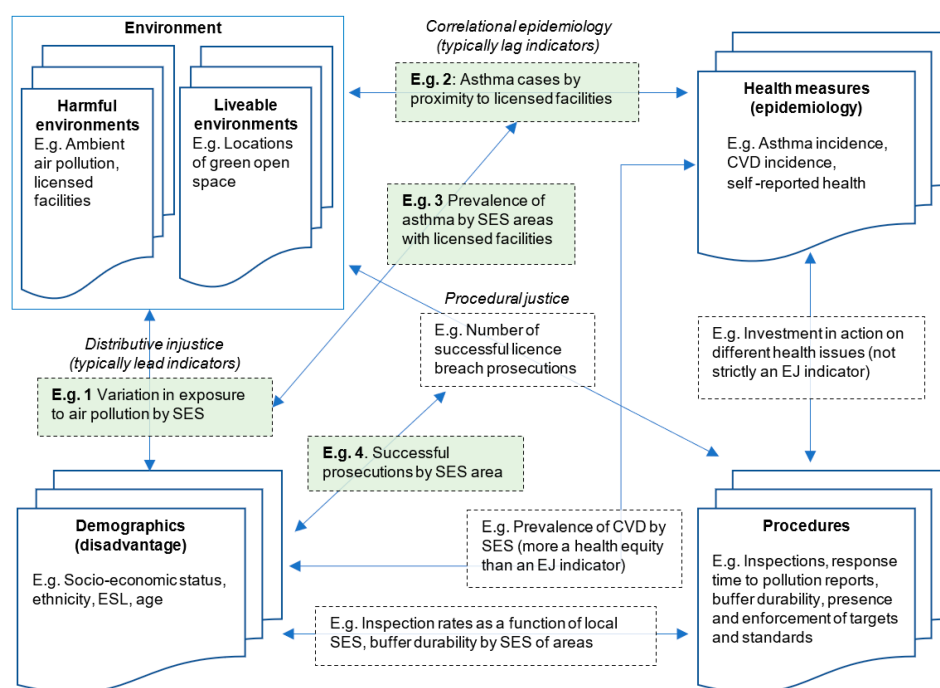 Environment
Harmful
environments
E.g. Ambient
air pollution,
licensed
facilities
Liveable
environments
E.g. Locations
of green open
space
Correlational epidemiology
(typically lag indicators)
E.g. 2: Asthma cases by
proximity to licensed facilities
Health measures
(epidemiology)
E.g. Asthma incidence,
CVD incidence,
self-reported health
E.g. 3 Prevalence of
asthma by SES areas
with licensed facilities
Procedural justice
E.g. Number of
successful licence
breach prosecutions
E.g. Investment in action on
different health issues (not
strictly an EJ indicator)
Distributive injustice
(typically lead indicators)
E.g. 1 Variation in exposure
to air pollution by SES
E.g. 4. Successful
prosecutions by SES area
Demographics
(disadvantage)
E.g. Socio-economic status,
ethnicity, ESL, age
E.g. Prevalence of CVD by
SES (more a health equity
than an EJ indicator)
Procedures
E.g. Inspections, response
time to pollution reports,
buffer durability, presence
and enforcement of targets
and standards
E.g. Inspection rates as a function of local
SES, buffer durability by SES of areas